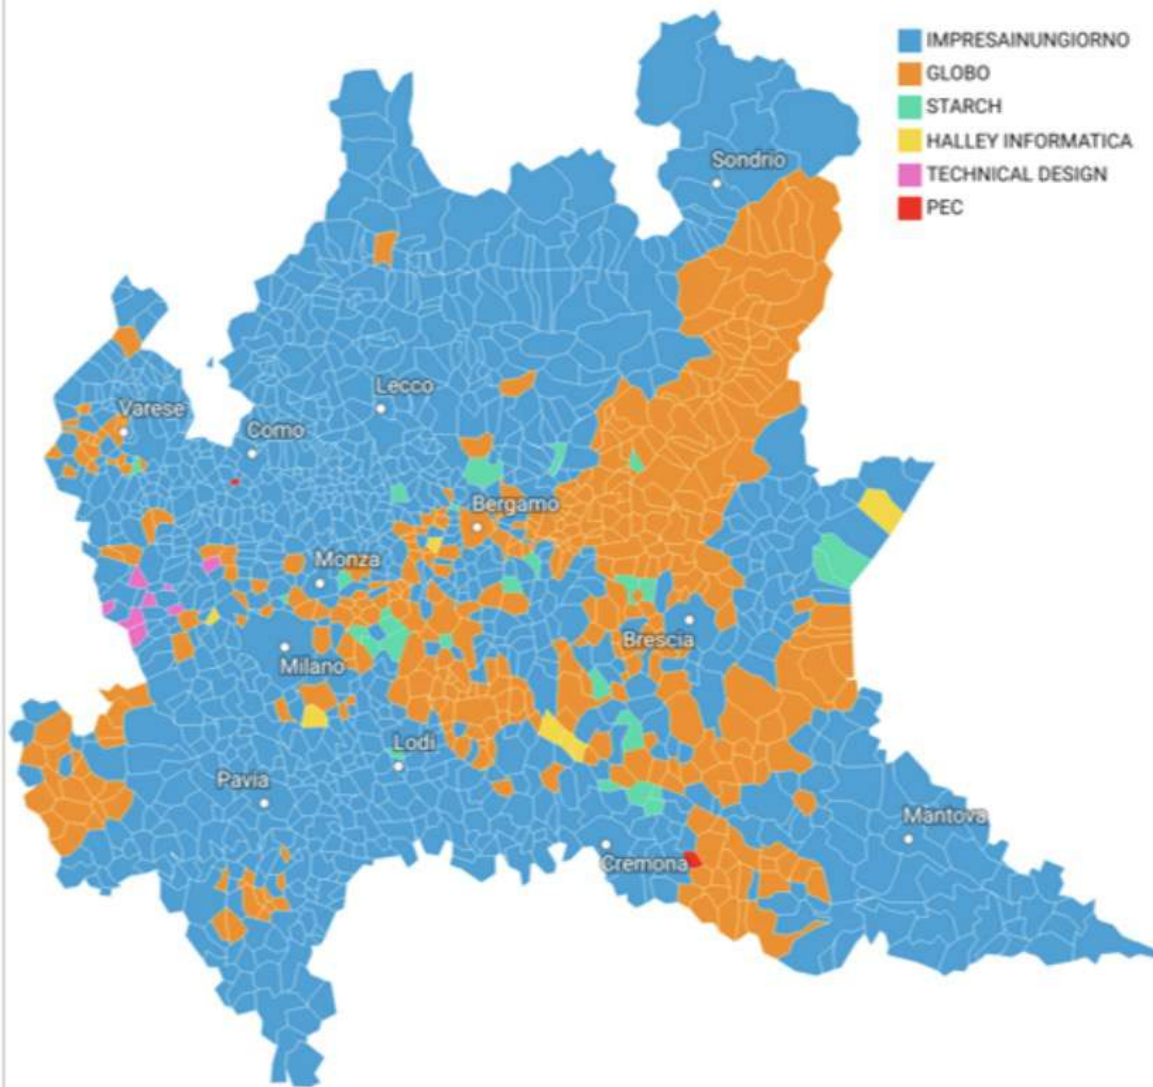 IMPRESAINUNGIORNO
GLOBO
STARCH
HALLEY INFORMATICA
TECHNICAL DESIGN
PEC
Sondrio
Lecco
Varese
Como
Bergamo
Monza
Brescia
Milano
Lodi
Pavia
Mantova
Cremona